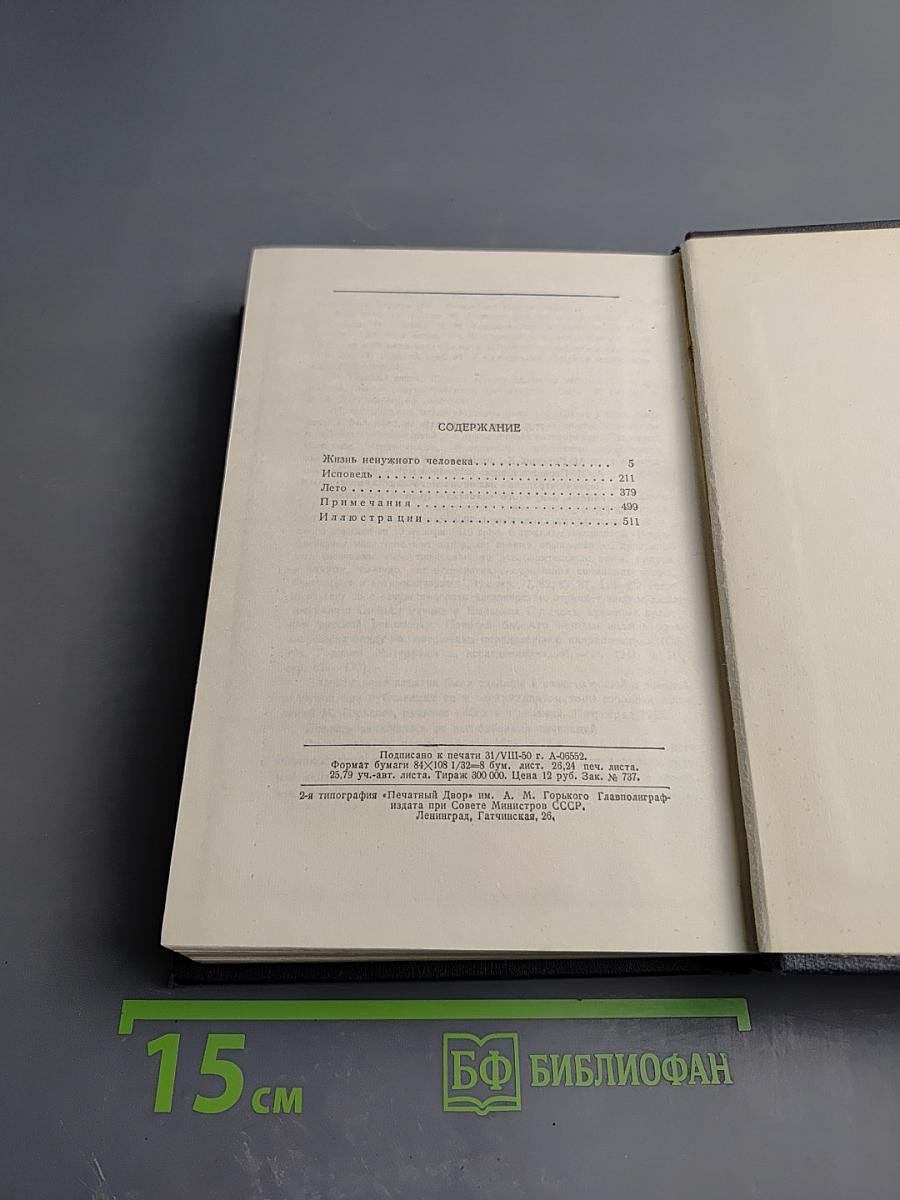 СОДЕРЖАНИЕ
Жизнь ненужного человека . . . . . . . . . . . . . . . . . 5
Исповедь . . . . . . . . . . . . . . . . . . . . . . . . . . . . . 211
Лето . . . . . . . . . . . . . . . . . . . . . . . . . . . . . . . . 379
Примечания . . . . . . . . . . . . . . . . . . . . . . . . 499
Иллюстрации . . . . . . . . . . . . . . . . . . . . . . . 511
Подписано к печати 31/VIII-50 г. А-06552.
Формат бумаги 84×108 1/32=8 бум. лист. 26,24 печ. листа.
25,79 уч.-авт. листа. Тираж 300 000. Цена 12 руб. Зак. № 737.
2-я типография «Печатный Двор» им. А. М. Горького Главполиграф-
издата при Совете Министров СССР.
Ленинград, Гатчинская, 26.
15 см
БФ БИБЛИОФАН